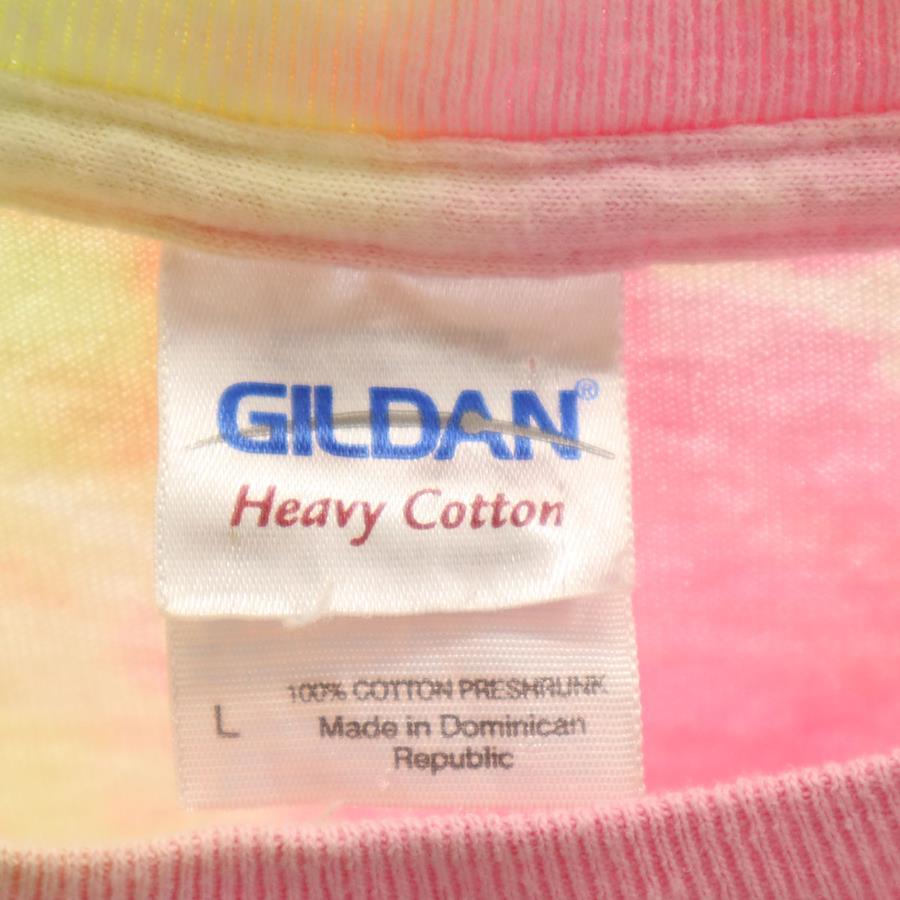 GILDAN®
Heavy Cotton
100% COTTON PRESHRUNK
L
Made in Dominican
Republic